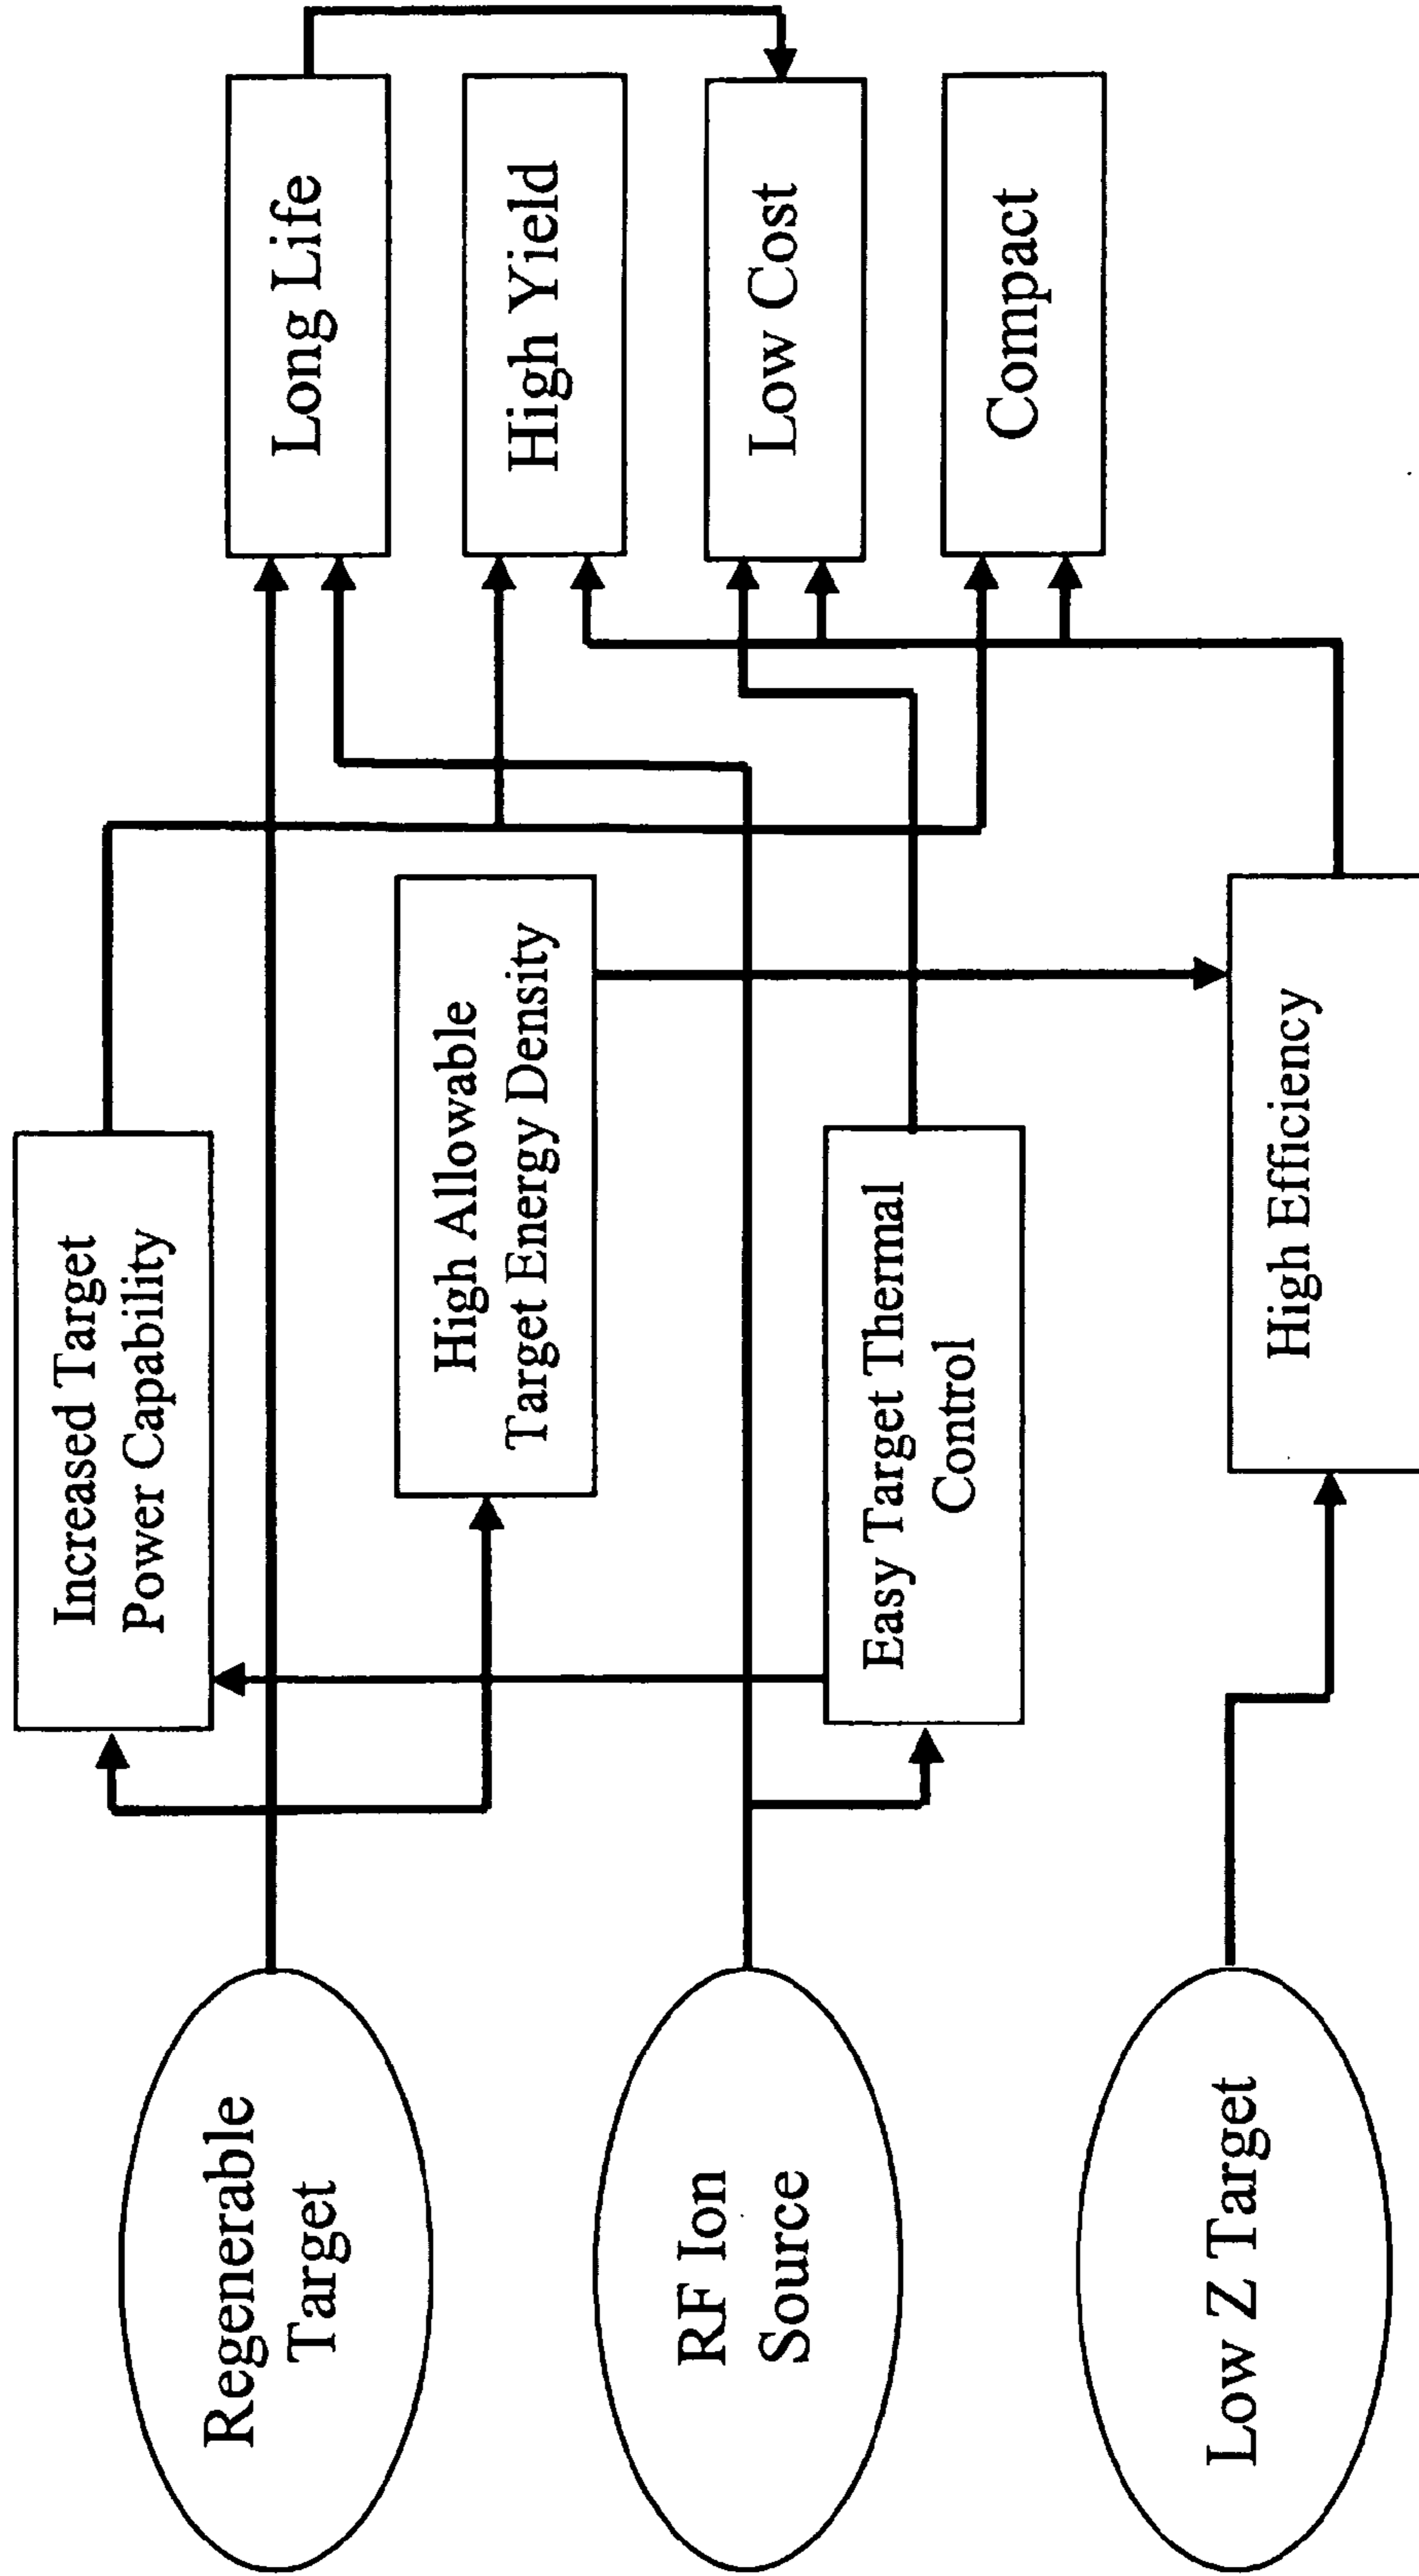 Regenerable
Target
RF Ion
Source
Low Z Target
Increased Target
Power Capability
High Allowable
Target Energy Density
Easy Target Thermal
Control
High Efficiency
Long Life
High Yield
Low Cost
Compact